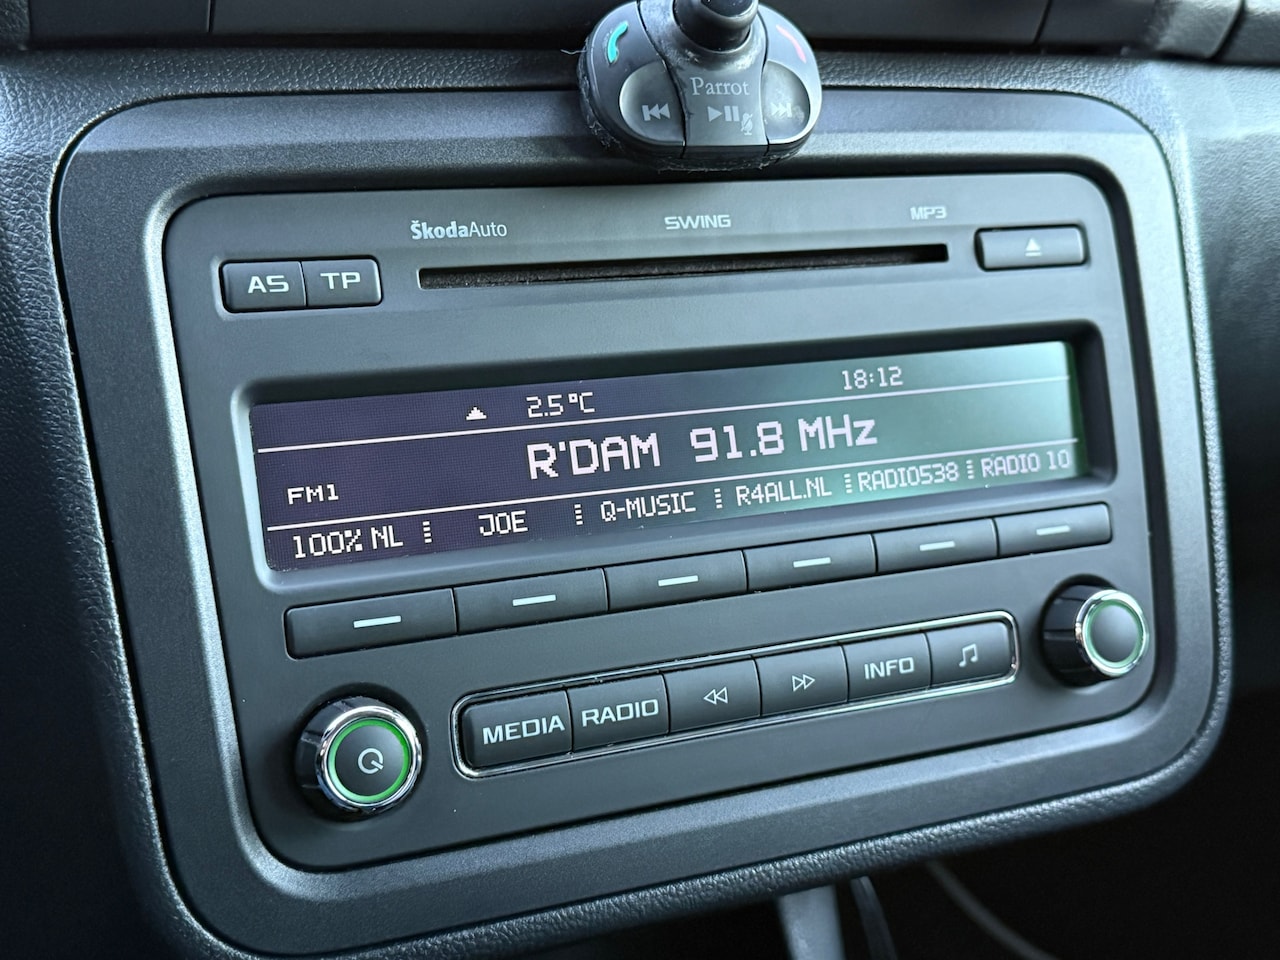 Parrot
ŠkodaAuto SWING MP3
AS TP
2.5°C 18:12
R'DAM 91.8 MHz
FM1
100% NL JOE Q-MUSIC R4ALL.NL RADIO538 RADIO 10
MEDIA RADIO INFO